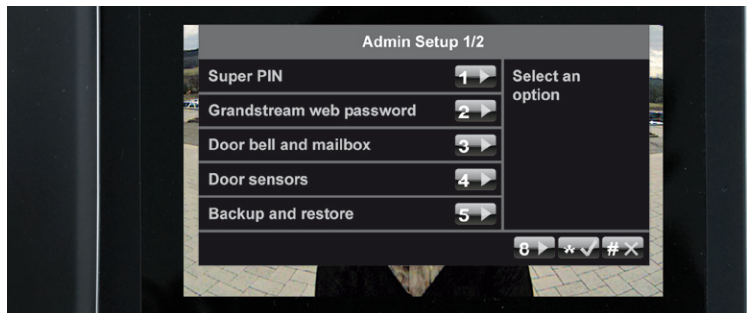 Admin Setup 1/2
Super PIN 1
Select an
option
Grandstream web password 2
Door bell and mailbox 3
Door sensors 4
Backup and restore 5
8 * #